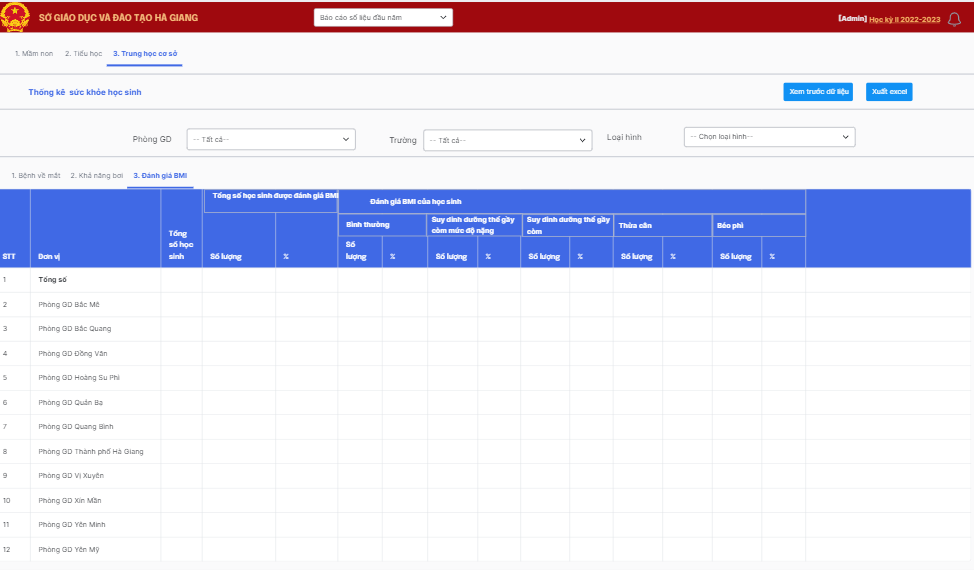 SỞ GIÁO DỤC VÀ ĐÀO TẠO HÀ GIANG
Báo cáo số liệu đầu năm
[Admin] Học kỳ II 2022-2023
1. Mầm non 2. Tiểu học 3. Trung học cơ sở
Thống kê sức khỏe học sinh
Xem trước dữ liệu Xuất excel
Phòng GD -- Tất cả-- Trường -- Tất cả-- Loại hình -- Chọn loại hình--
1. Bệnh về mắt 2. Khả năng bơi 3. Đánh giá BMI
STT Đơn vị Tổng số học sinh
Tổng số học sinh được đánh giá BMI
Số lượng %
Đánh giá BMI của học sinh
Bình thường
Số lượng %
Suy dinh dưỡng thể gầy
còm mức độ nặng
Số lượng %
Suy dinh dưỡng thể gầy
còm
Số lượng %
Thừa cân
Số lượng %
Béo phì
Số lượng %
1 Tổng số
2 Phòng GD Bắc Mê
3 Phòng GD Bắc Quang
4 Phòng GD Đồng Văn
5 Phòng GD Hoàng Su Phì
6 Phòng GD Quản Bạ
7 Phòng GD Quang Bình
8 Phòng GD Thành phố Hà Giang
9 Phòng GD Vị Xuyên
10 Phòng GD Xín Mần
11 Phòng GD Yên Minh
12 Phòng GD Yên Mỹ